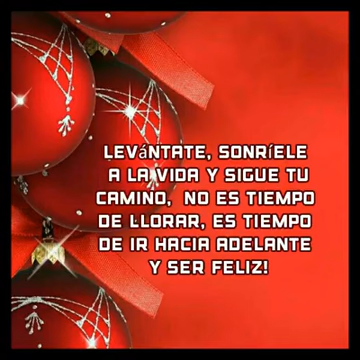 LEVáNTATE, SONRíELE
A LA VIDA Y SIGUE TU
CAMINO, NO ES TIEMPO
DE LLORAR, ES TIEMPO
DE IR HACIA ADELANTE
Y SER FELIZ!